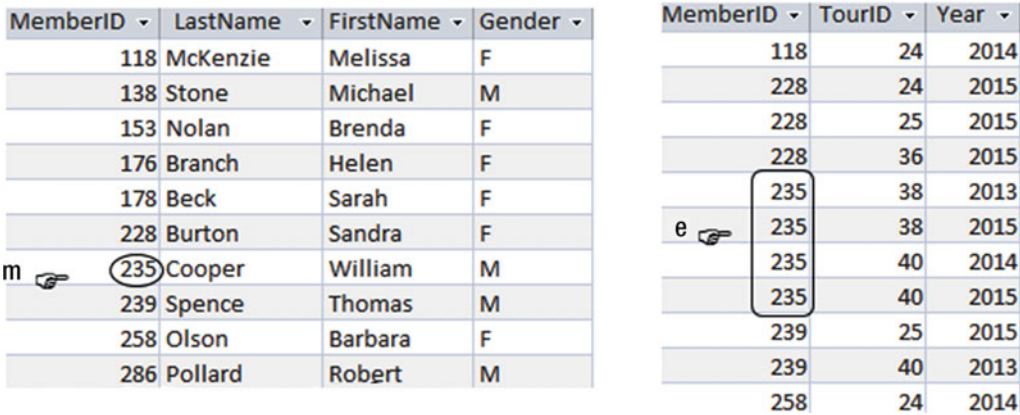 MemberID LastName FirstName Gender
118 McKenzie Melissa F
138 Stone Michael M
153 Nolan Brenda F
176 Branch Helen F
178 Beck Sarah F
228 Burton Sandra F
m 235 Cooper William M
239 Spence Thomas M
258 Olson Barbara F
286 Pollard Robert M
MemberID TourID Year
118 24 2014
228 24 2015
228 25 2015
228 36 2015
235 38 2013
e 235 38 2015
235 40 2014
235 40 2015
239 25 2015
239 40 2013
258 24 2014